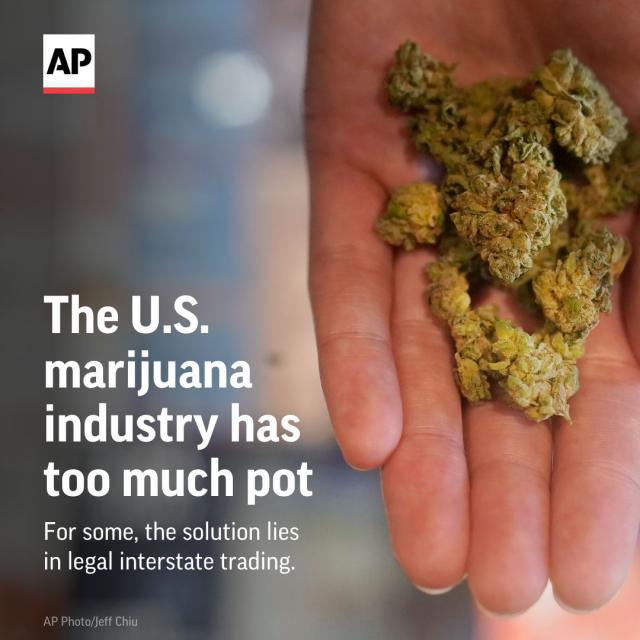 AP
The U.S.
marijuana
industry has
too much pot
For some, the solution lies
in legal interstate trading.
AP Photo/Jeff Chiu